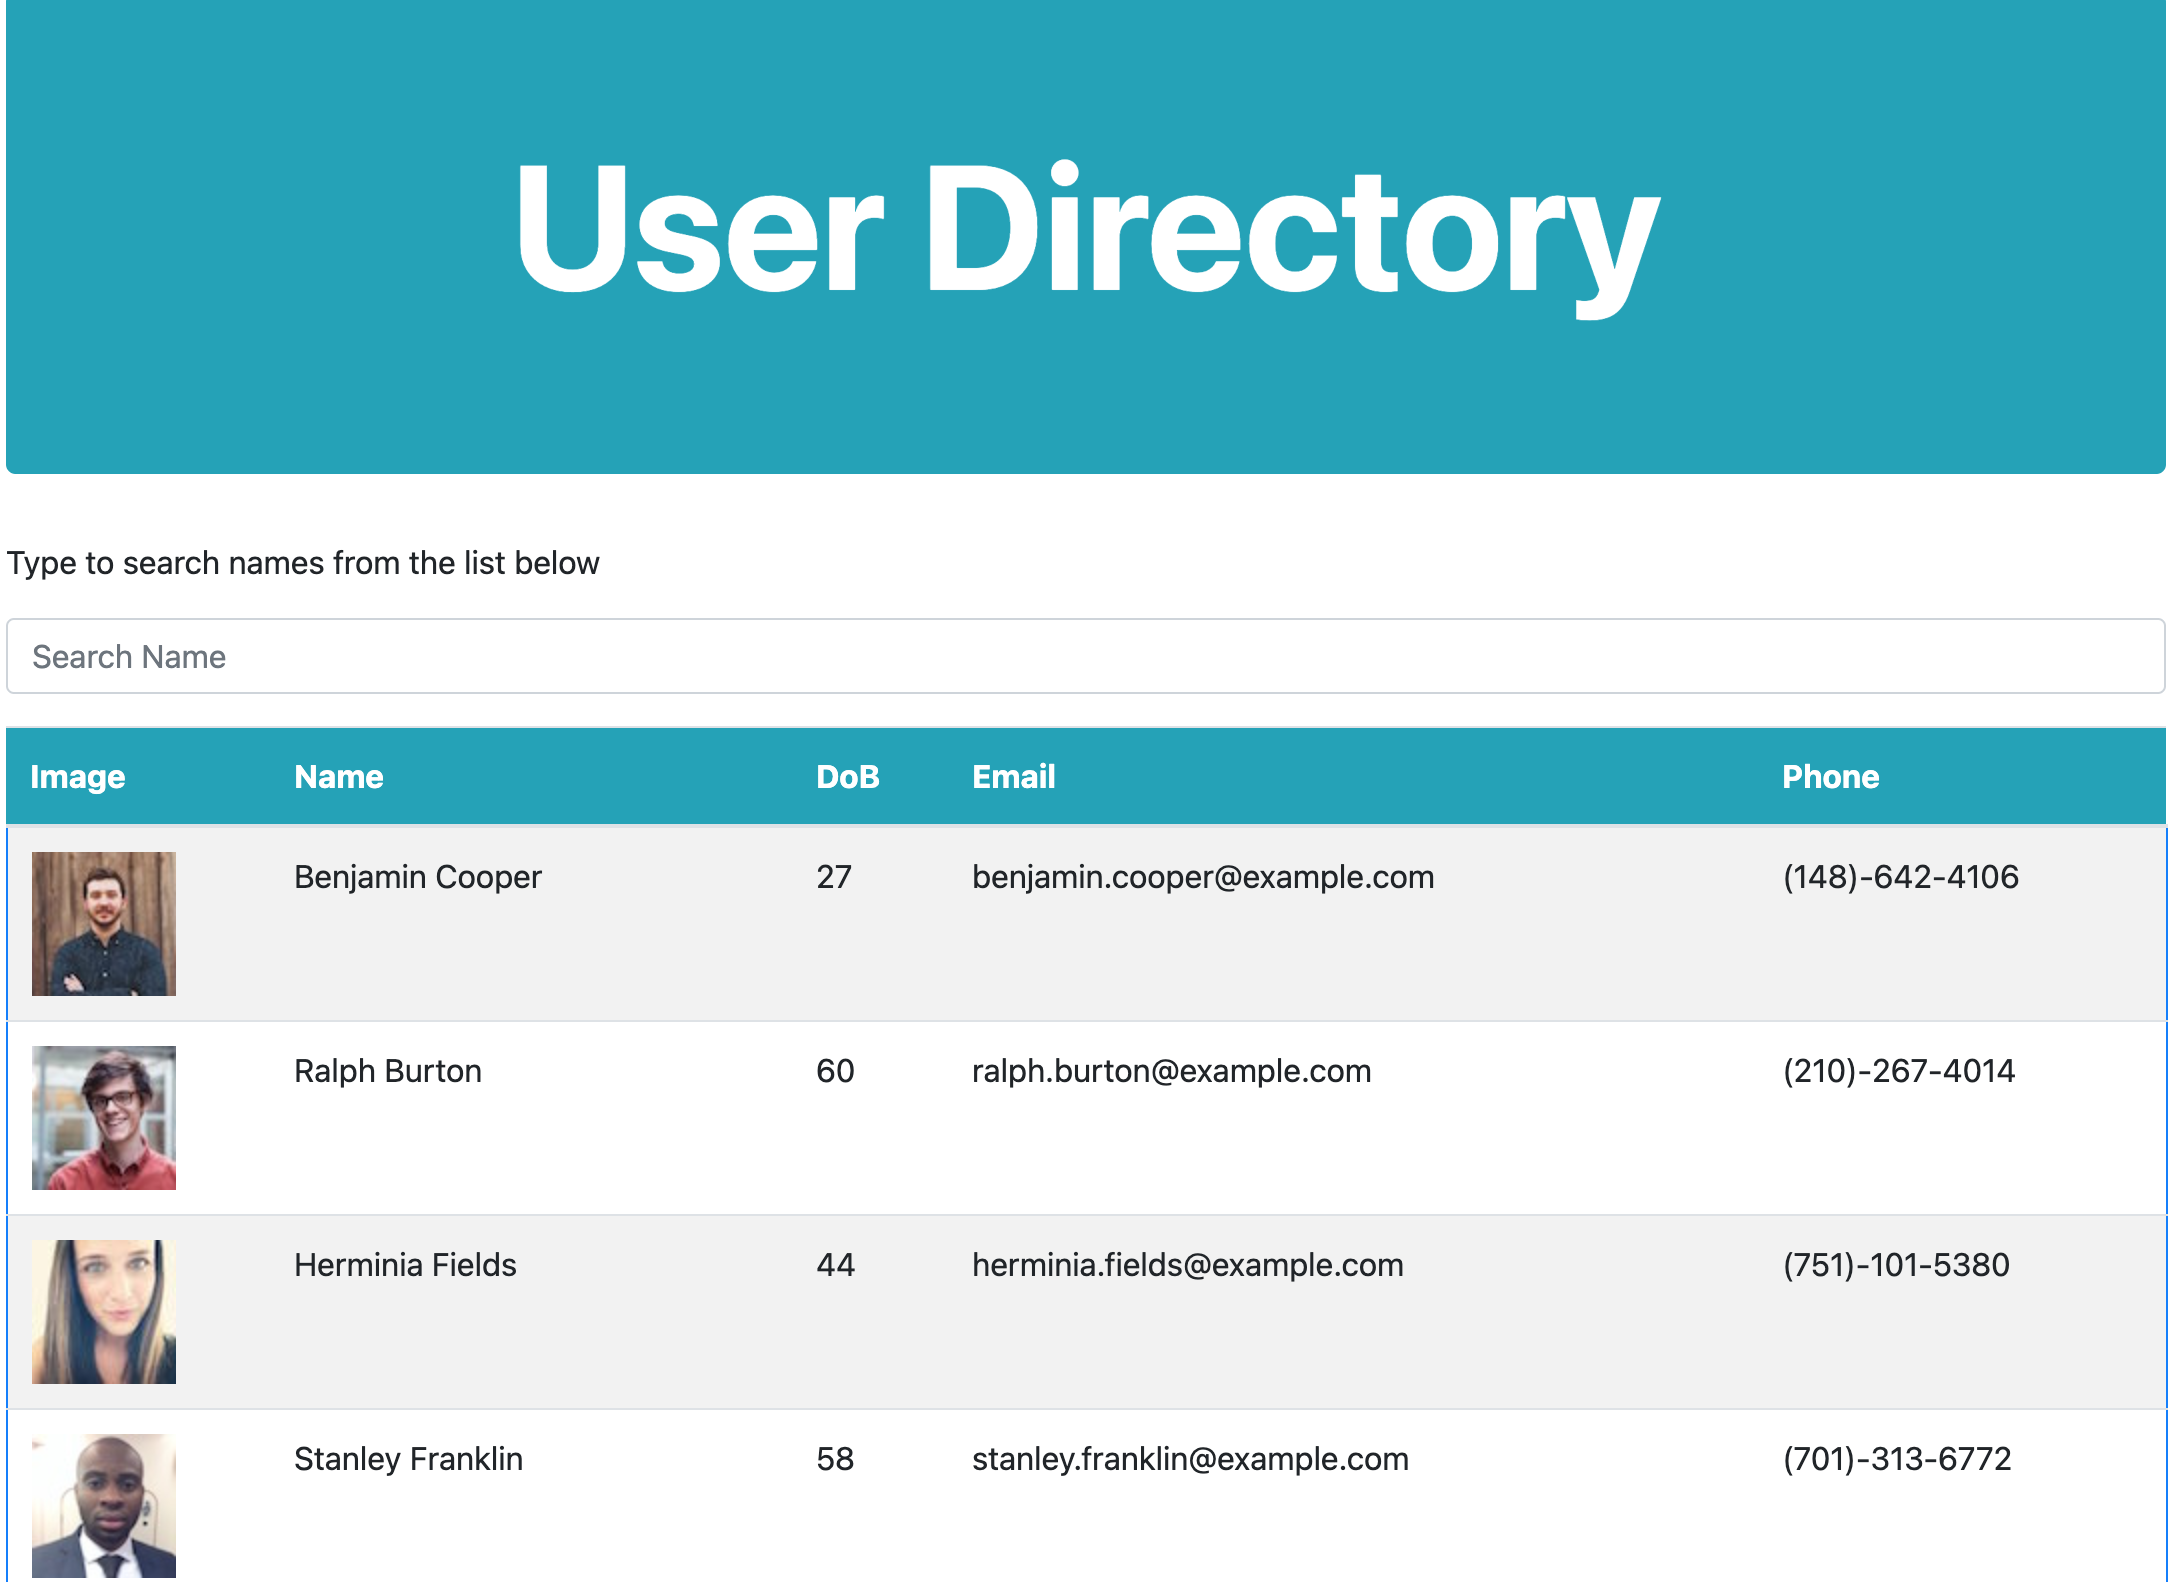 User Directory
Type to search names from the list below
Search Name
Image Name DoB Email Phone
Benjamin Cooper 27 benjamin.cooper@example.com (148)-642-4106
Ralph Burton 60 ralph.burton@example.com (210)-267-4014
Herminia Fields 44 herminia.fields@example.com (751)-101-5380
Stanley Franklin 58 stanley.franklin@example.com (701)-313-6772